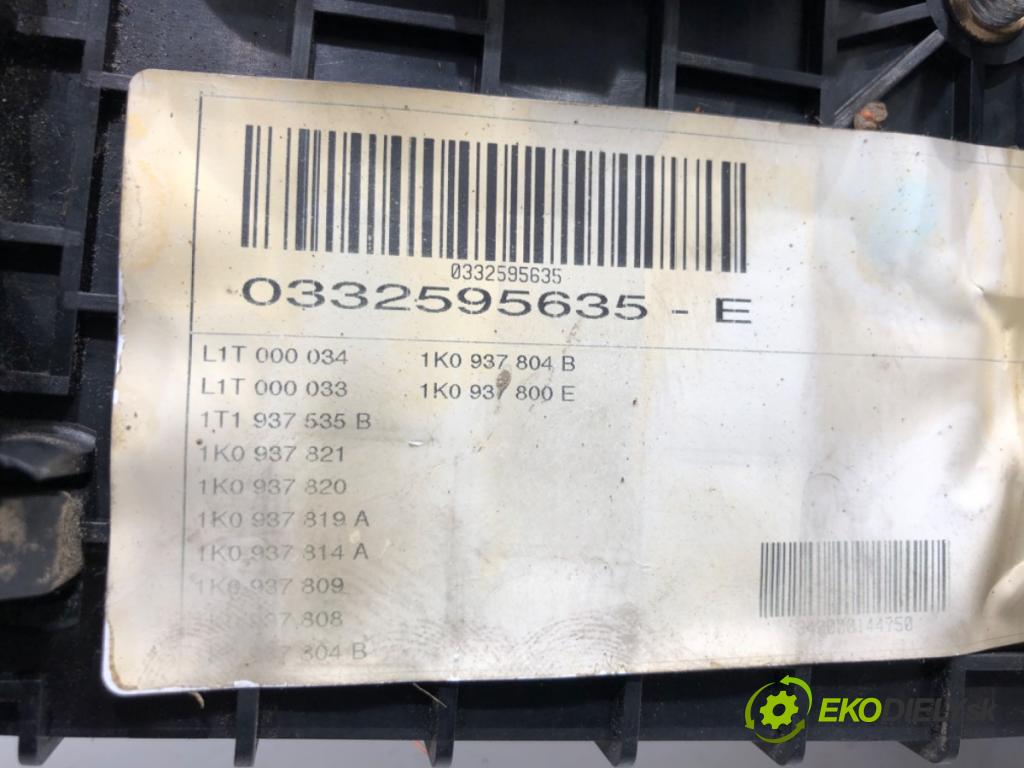 0332595635
0332595635 - E
L1T 000 034 1K0 937 804 B
L1T 000 033 1K0 937 800 E
1T1 937 535 B
1K0 937 821
1K0 937 820
1K0 937 819 A
1K0 937 814 A
1K0 937 809
937 808
804 B
EKODIELY.sk